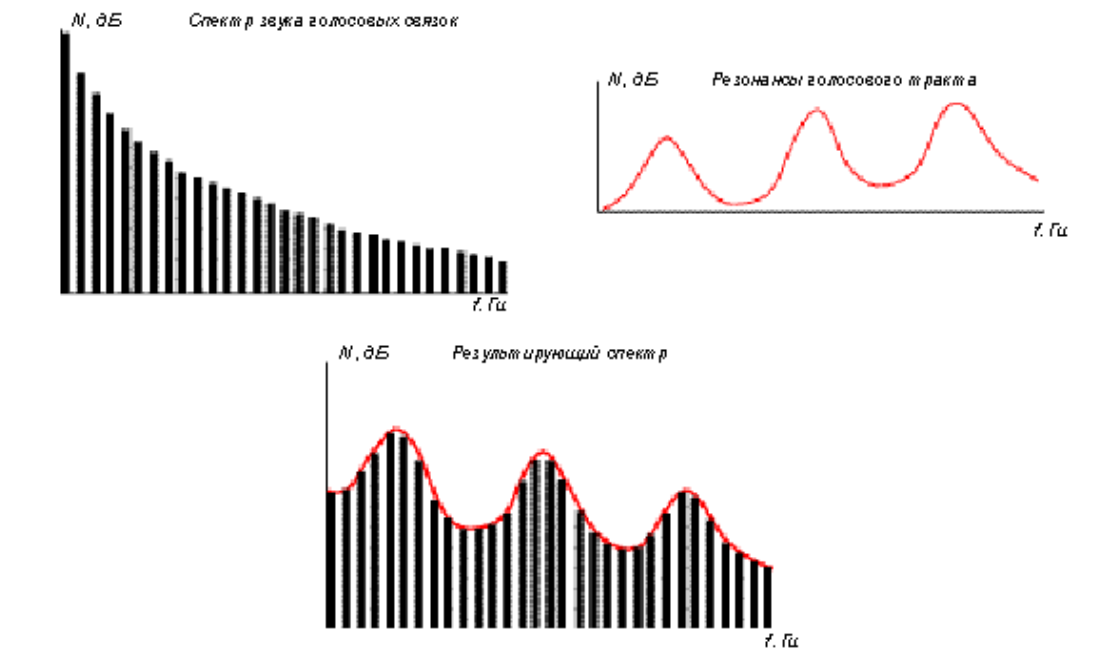 N, дБ Спектр звука голосовых связок
f, Гц
N, дБ Резонансы голосового тракта
f, Гц
N, дБ Результирующий спектр
f, Гц